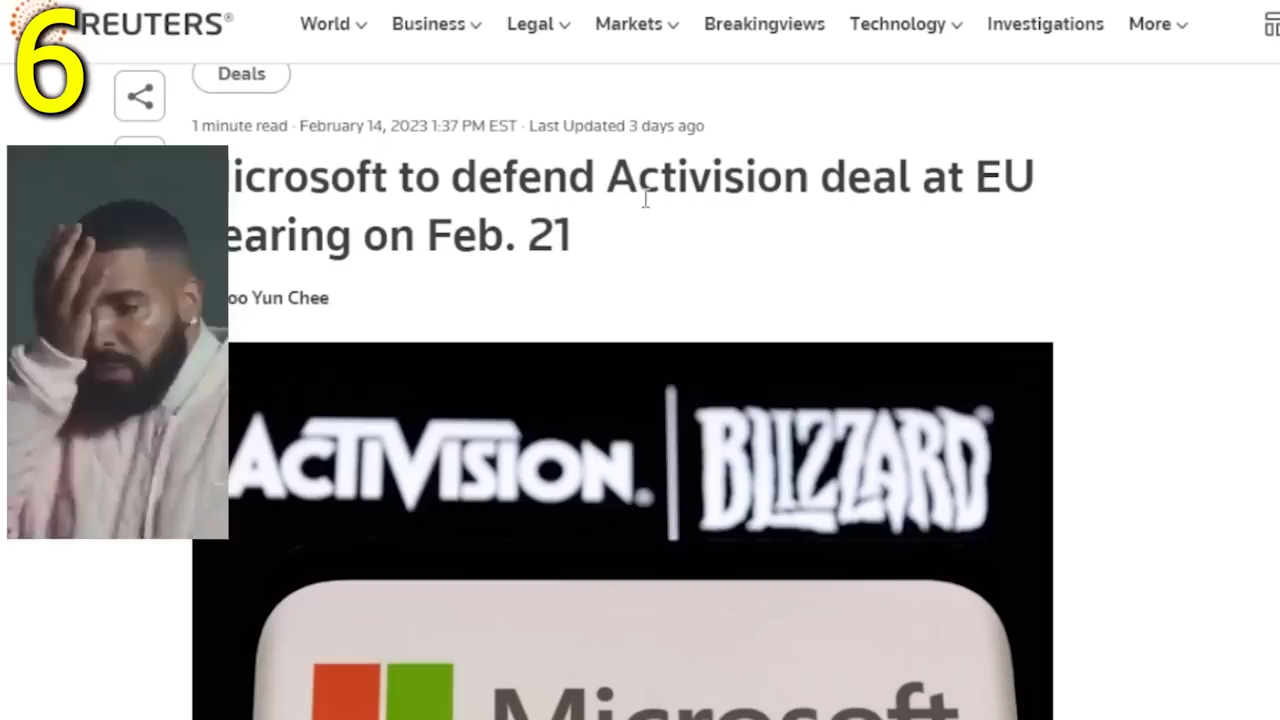 6
REUTERS®
World Business Legal Markets Breakingviews Technology Investigations More
Deals
1 minute read · February 14, 2023 1:37 PM EST · Last Updated 3 days ago
icrosoft to defend Activision deal at EU
earing on Feb. 21
oo Yun Chee
ACTIVISION. | BLIZZARD
Microsoft